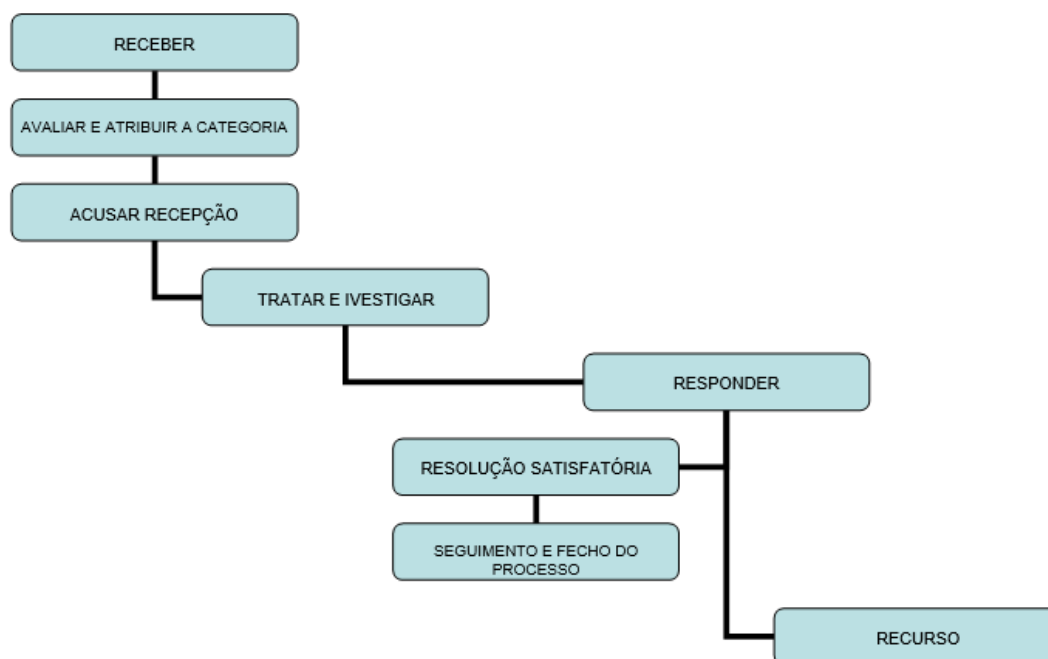 RECEBER
AVALIAR E ATRIBUIR A CATEGORIA
ACUSAR RECEPÇÃO
TRATAR E IVESTIGAR
RESPONDER
RESOLUÇÃO SATISFATÓRIA
SEGUIMENTO E FECHO DO
PROCESSO
RECURSO